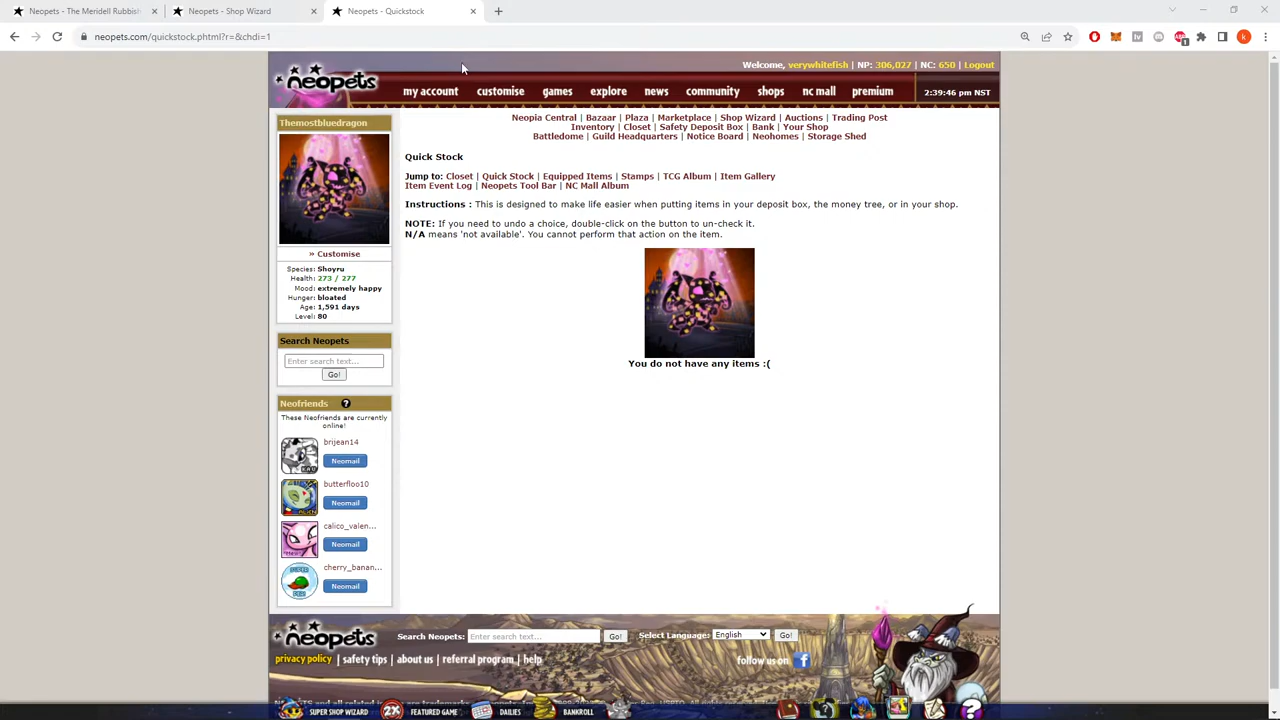 Neopets - The Meridell Rubbish
Neopets - Shop Wizard
Neopets - Quickstock
neopets.com/quickstock.phtml?r=&chdi=1
Welcome, verywhitefish | NP: 306,027 | NC: 650 | Logout
neopets
my account customise games explore news community shops nc mall premium
2:39:46 pm NST
Themostbluedragon
» Customise
Species: Shoyru
Health: 273 / 277
Mood: extremely happy
Hunger: bloated
Age: 1,591 days
Level: 80
Search Neopets
Enter search text...
Go!
Neofriends ?
These Neofriends are currently
online!
brijean14
Neomail
butterfloo10
Neomail
calico_valen...
Neomail
cherry_banan...
Neomail
Neopia Central | Bazaar | Plaza | Marketplace | Shop Wizard | Auctions | Trading Post
Inventory | Closet | Safety Deposit Box | Bank | Your Shop
Battledome | Guild Headquarters | Notice Board | Neohomes | Storage Shed
Quick Stock
Jump to: Closet | Quick Stock | Equipped Items | Stamps | TCG Album | Item Gallery
Item Event Log | Neopets Tool Bar | NC Mall Album
Instructions : This is designed to make life easier when putting items in your deposit box, the money tree, or in your shop.
NOTE: If you need to undo a choice, double-click on the button to un-check it.
N/A means 'not available'. You cannot perform that action on the item.
You do not have any items :(
neopets
Search Neopets: Enter search text... Go! Select Language: English Go!
privacy policy | safety tips | about us | referral program | help
follow us on f
SUPER SHOP WIZARD 2X FEATURED GAME DAILIES BANKROLL